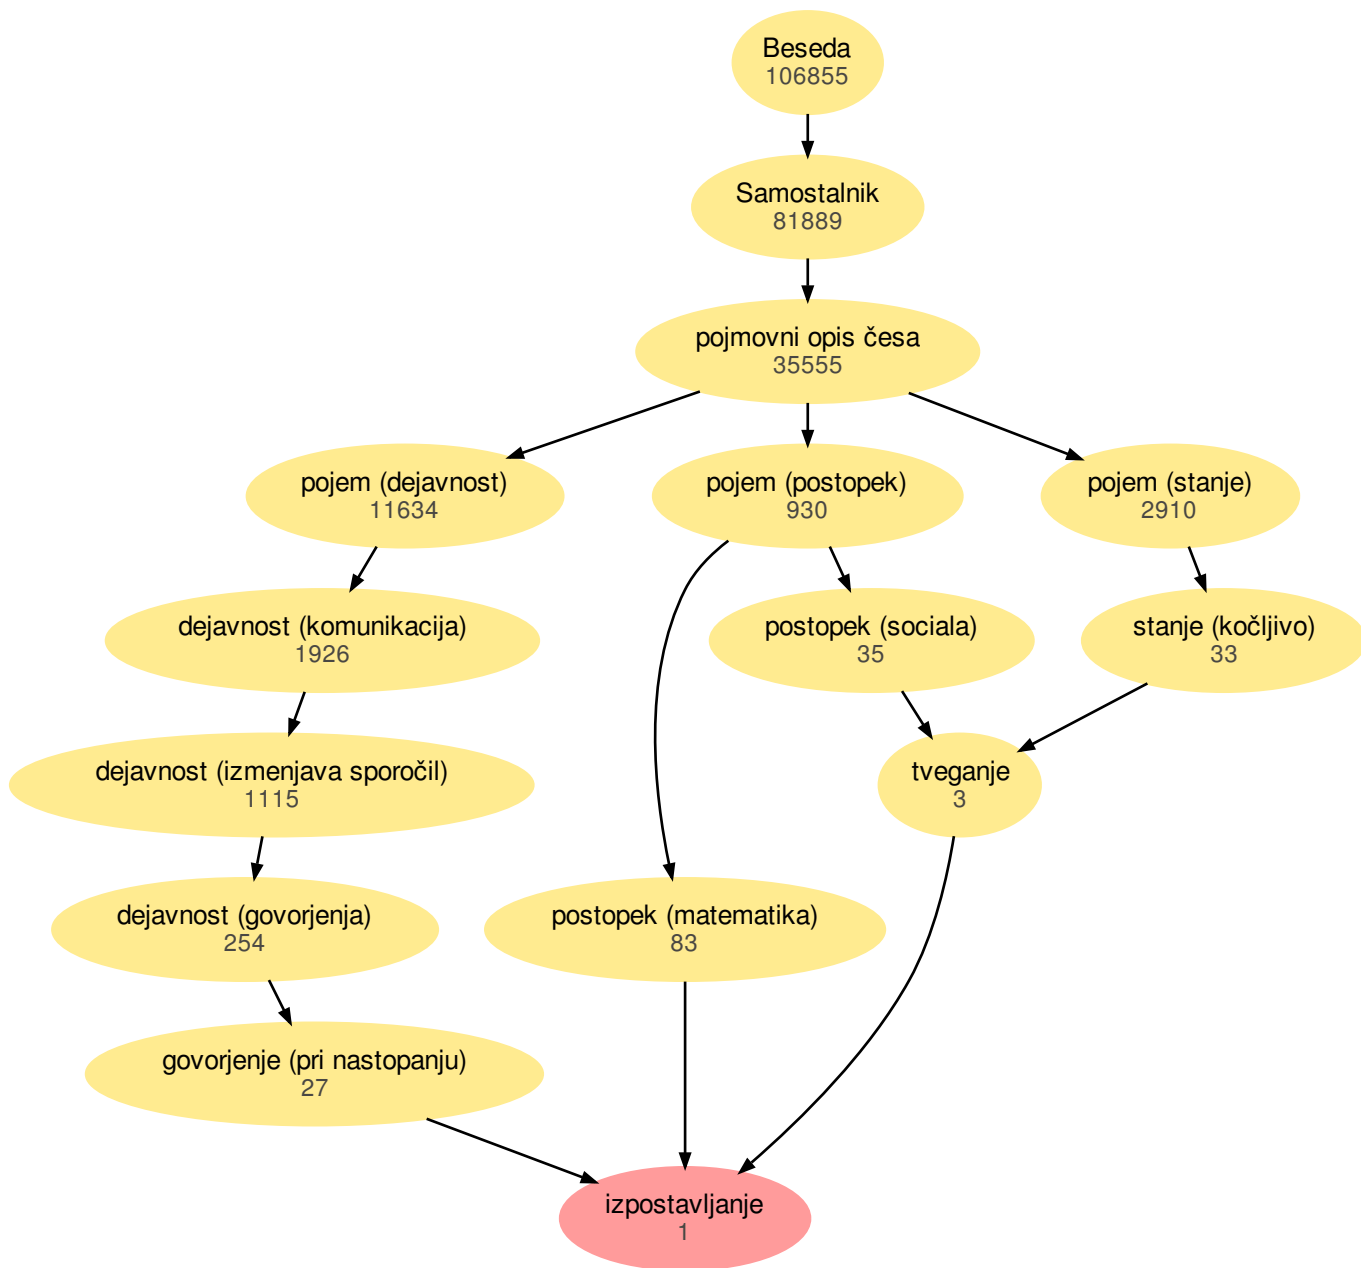 Beseda
106855
Samostalnik
81889
pojmovni opis česa
35555
pojem (dejavnost)
11634
pojem (postopek)
930
pojem (stanje)
2910
dejavnost (komunikacija)
1926
postopek (sociala)
35
stanje (kočljivo)
33
dejavnost (izmenjava sporočil)
1115
tveganje
3
dejavnost (govorjenja)
254
postopek (matematika)
83
govorjenje (pri nastopanju)
27
izpostavljanje
1